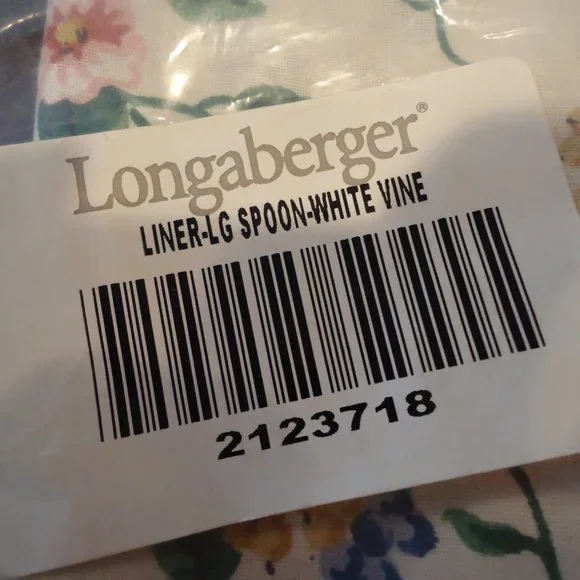 Longaberger®
LINER-LG SPOON-WHITE VINE
2123718